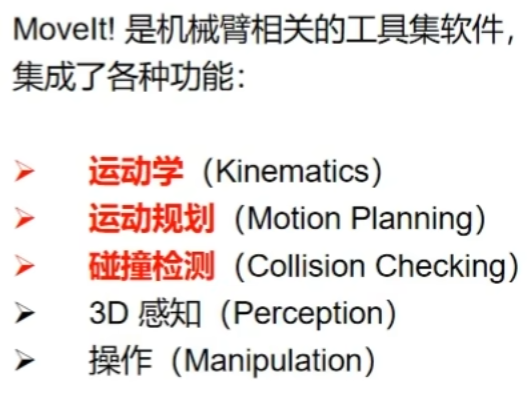 MoveIt! 是机械臂相关的工具集软件，
集成了各种功能：
➢ 运动学（Kinematics）
➢ 运动规划（Motion Planning）
➢ 碰撞检测（Collision Checking）
➢ 3D 感知（Perception）
➢ 操作（Manipulation）